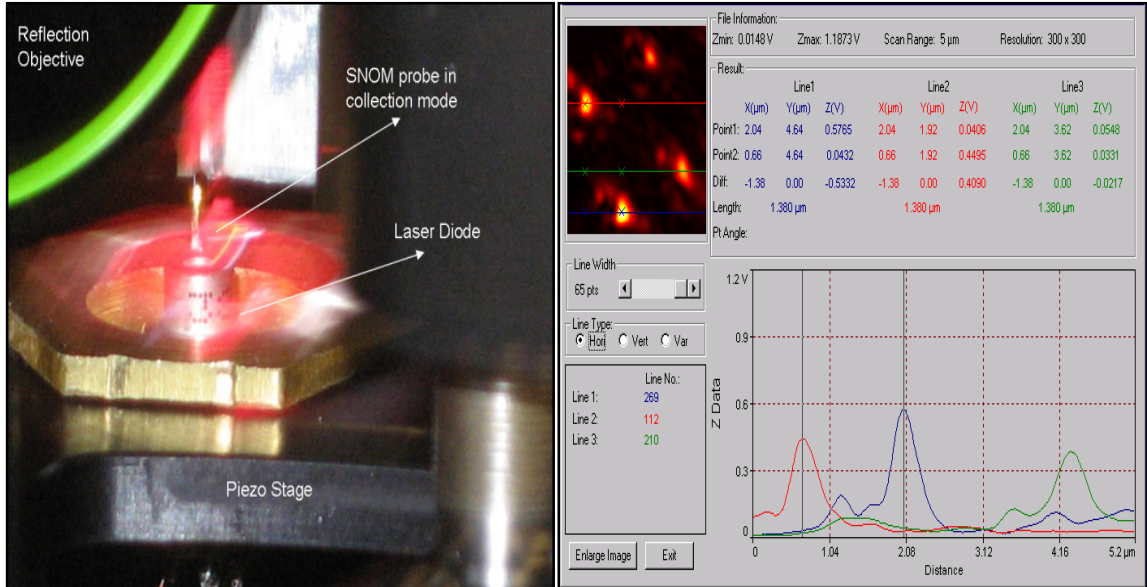 Reflection
Objective
SNOM probe in
collection mode
Laser Diode
Piezo Stage
File Information:
Zmin: 0.0148 V Zmax: 1.1873 V Scan Range: 5 µm Resolution: 300 x 300
Result:
Line1 Line2 Line3
X(µm) Y(µm) Z(V) X(µm) Y(µm) Z(V) X(µm) Y(µm) Z(V)
Point1: 2.04 4.64 0.5765 2.04 1.92 0.0406 2.04 3.62 0.0548
Point2: 0.66 4.64 0.0432 0.66 1.92 0.4495 0.66 3.62 0.0331
Diff: -1.38 0.00 -0.5332 -1.38 0.00 0.4090 -1.38 0.00 -0.0217
Length: 1.380 µm 1.380 µm 1.380 µm
Pt Angle:
Line Width
65 pts
Line Type:
Hori Vert Var
Line No.:
Line 1: 269
Line 2: 112
Line 3: 210
Enlarge Image Exit
1.2 V
0.9
0.6
0.3
0
Z Data
0 1.04 2.08 3.12 4.16 5.2 µm
Distance